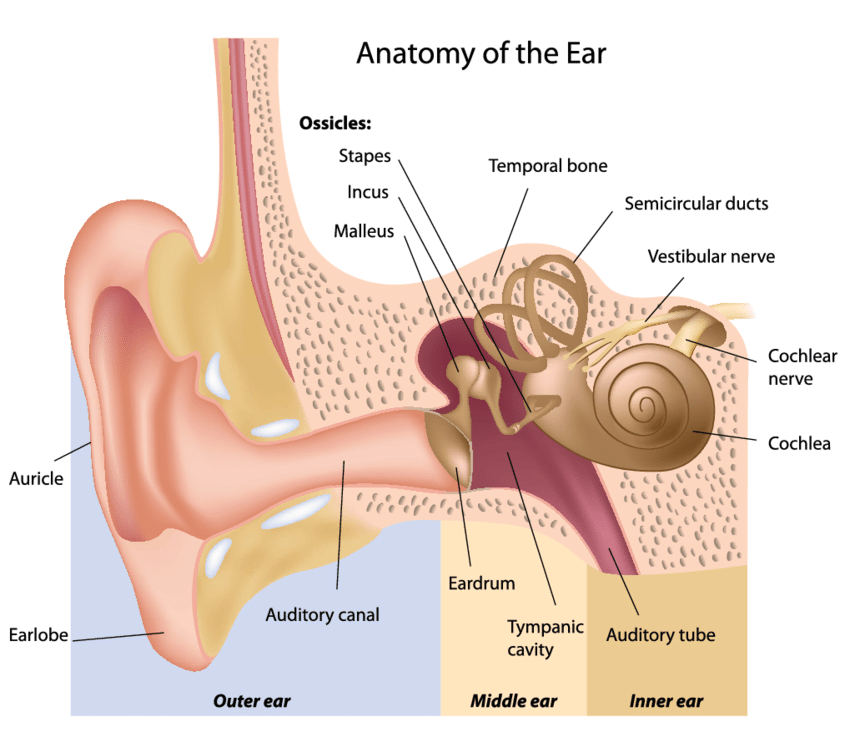 Anatomy of the Ear
Ossicles:
Stapes
Incus
Malleus
Temporal bone
Semicircular ducts
Vestibular nerve
Cochlear
nerve
Cochlea
Auricle
Earlobe
Auditory canal
Eardrum
Tympanic
cavity
Auditory tube
Outer ear
Middle ear
Inner ear